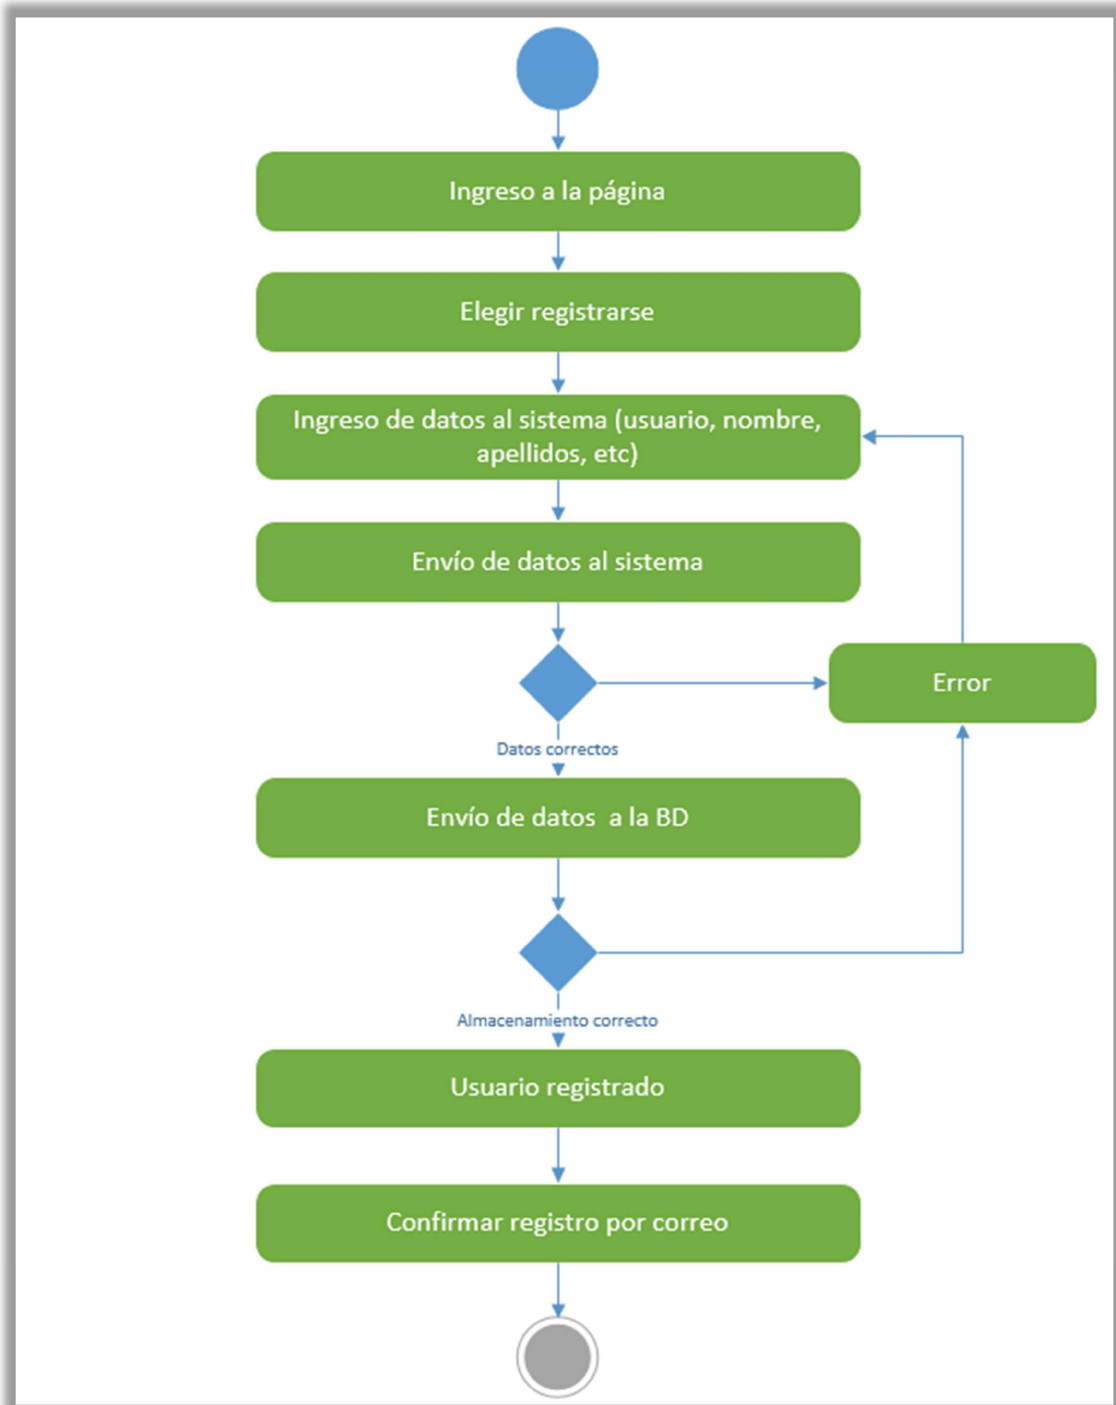 Ingreso a la página
Elegir registrarse
Ingreso de datos al sistema (usuario, nombre,
apellidos, etc)
Envío de datos al sistema
Error
Datos correctos
Envío de datos  a la BD
Almacenamiento correcto
Usuario registrado
Confirmar registro por correo